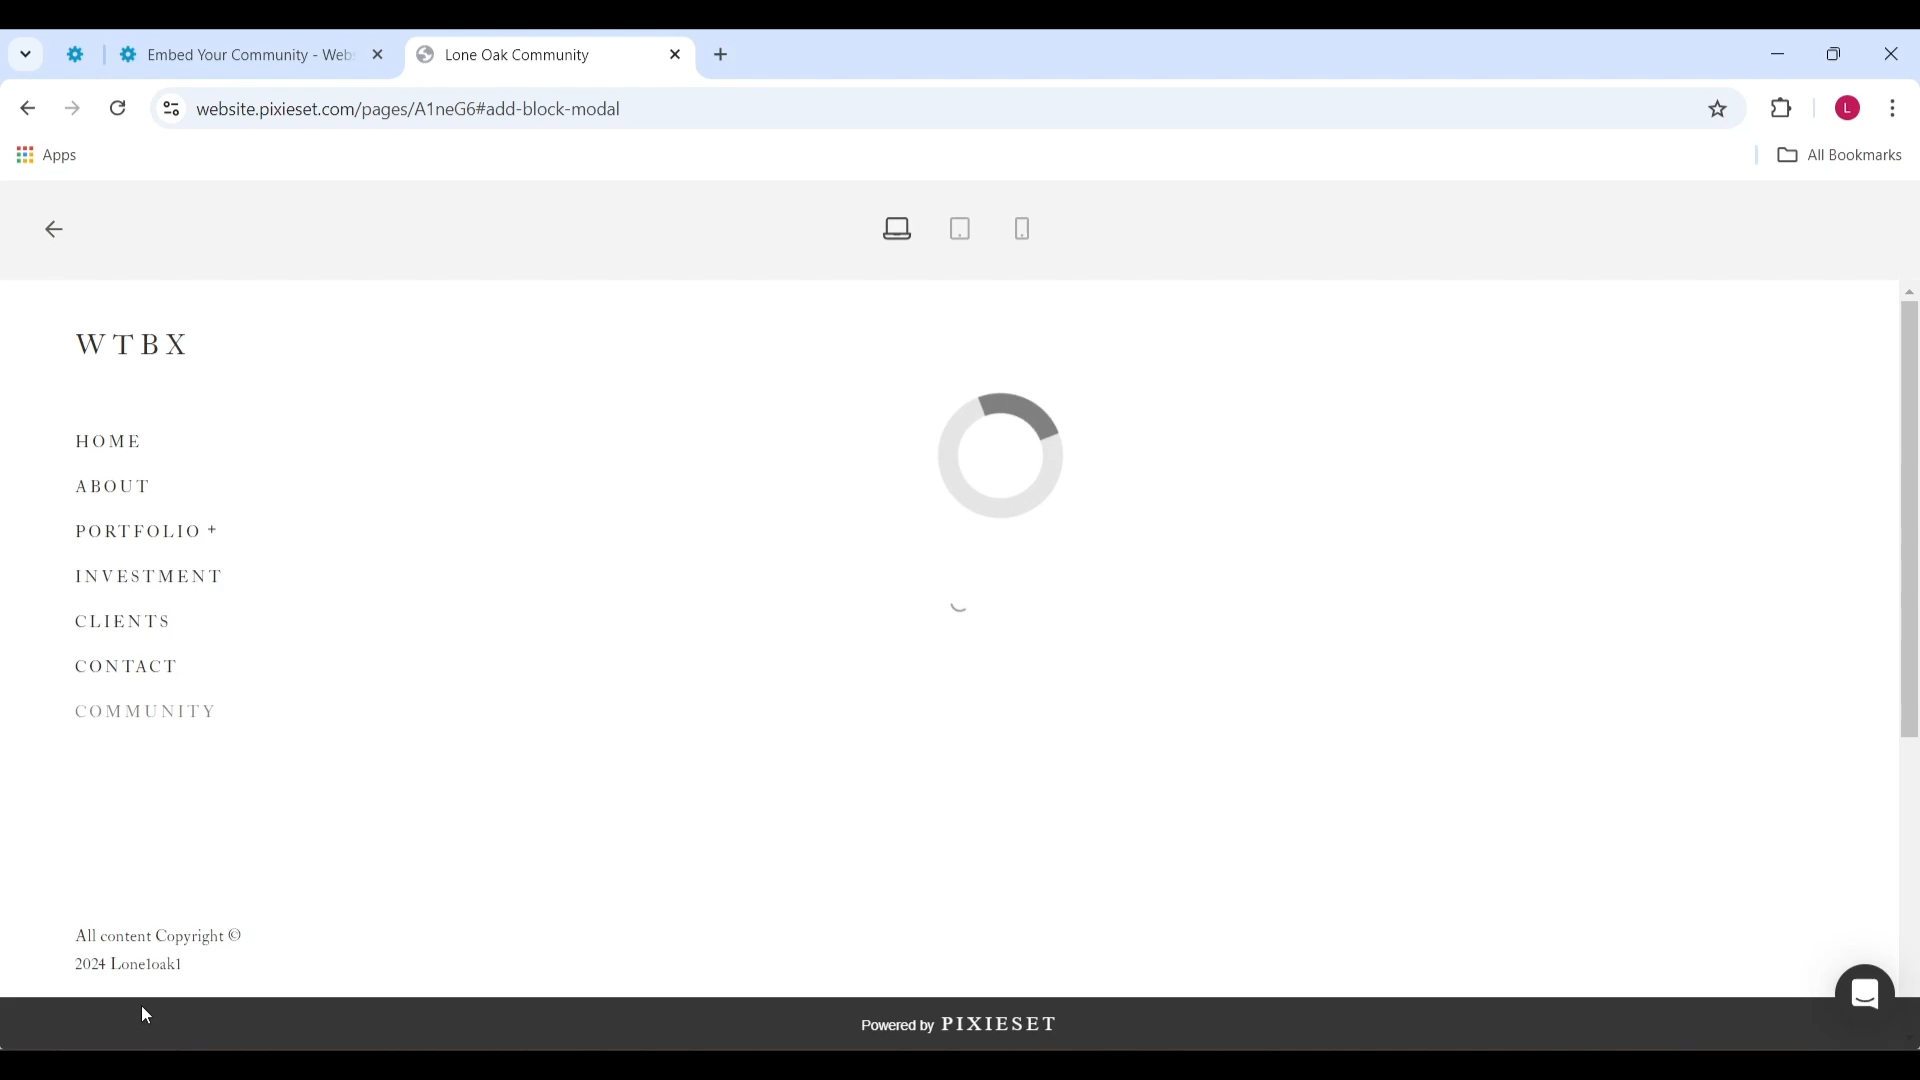 Embed Your Community - Web
Lone Oak Community
website.pixieset.com/pages/A1neG6#add-block-modal
L
Apps
All Bookmarks
WTBX
HOME
ABOUT
PORTFOLIO +
INVESTMENT
CLIENTS
CONTACT
COMMUNITY
All content Copyright ©
2024 Lone1oak1
Powered by PIXIESET